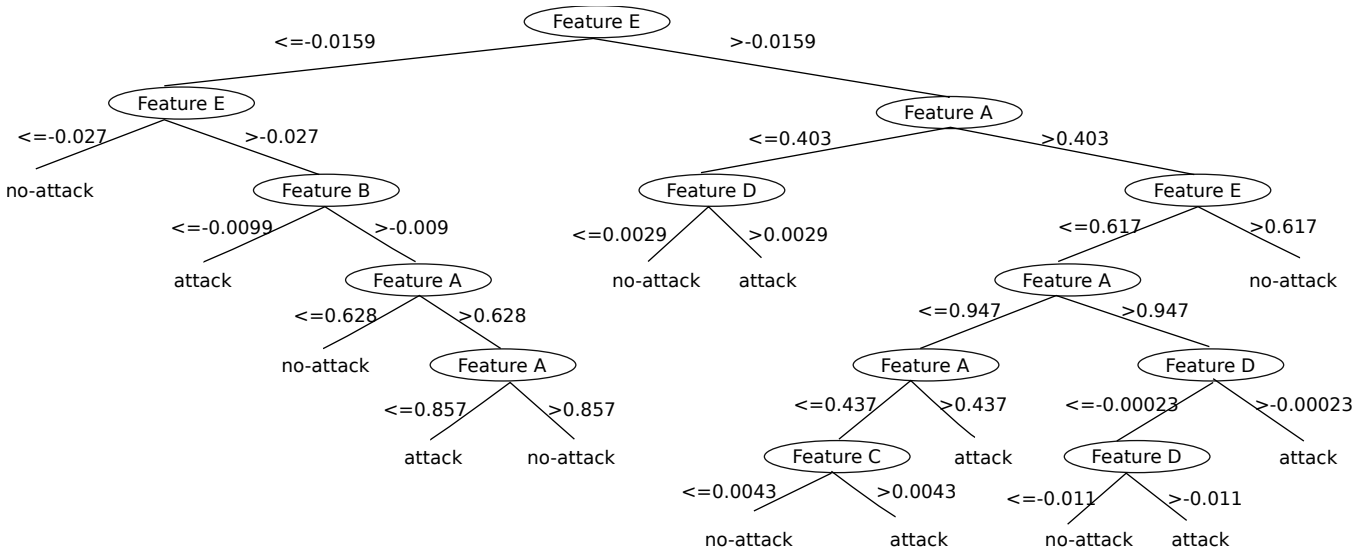 Feature E
<=-0.0159 >-0.0159
Feature E Feature A
<=-0.027 >-0.027 <=0.403 >0.403
no-attack Feature B Feature D Feature E
<=-0.0099 >-0.009 <=0.0029 >0.0029 <=0.617 >0.617
attack Feature A no-attack attack Feature A no-attack
<=0.628 >0.628 <=0.947 >0.947
no-attack Feature A Feature A Feature D
<=0.857 >0.857 <=0.437 >0.437 <=-0.00023 >-0.00023
attack no-attack Feature C attack Feature D attack
<=0.0043 >0.0043 <=-0.011 >-0.011
no-attack attack no-attack attack